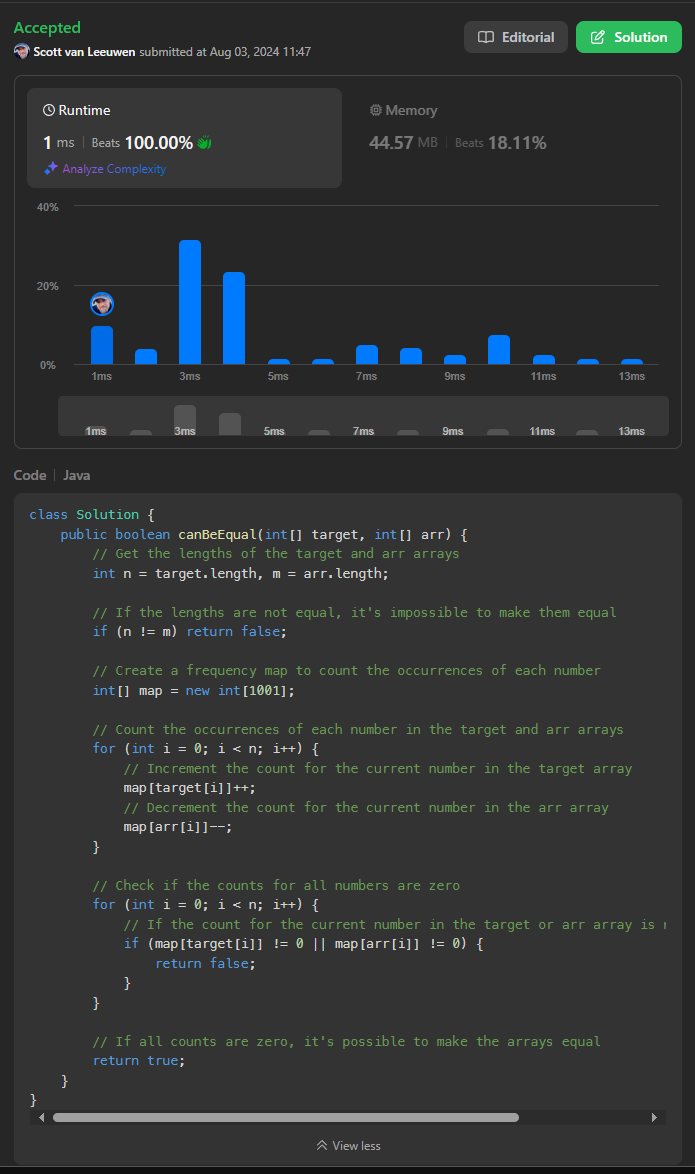 Accepted
Editorial
Solution
Scott van Leeuwen submitted at Aug 03, 2024 11:47
Runtime
1 ms | Beats 100.00%
Analyze Complexity
Memory
44.57 MB | Beats 18.11%
40%
20%
0%
1ms 3ms 5ms 7ms 9ms 11ms 13ms
1ms 3ms 5ms 7ms 9ms 11ms 13ms
Code | Java
class Solution {
    public boolean canBeEqual(int[] target, int[] arr) {
        // Get the lengths of the target and arr arrays
        int n = target.length, m = arr.length;

        // If the lengths are not equal, it's impossible to make them equal
        if (n != m) return false;

        // Create a frequency map to count the occurrences of each number
        int[] map = new int[1001];

        // Count the occurrences of each number in the target and arr arrays
        for (int i = 0; i < n; i++) {
            // Increment the count for the current number in the target array
            map[target[i]]++;
            // Decrement the count for the current number in the arr array
            map[arr[i]]--;
        }

        // Check if the counts for all numbers are zero
        for (int i = 0; i < n; i++) {
            // If the count for the current number in the target or arr array is
            if (map[target[i]] != 0 || map[arr[i]] != 0) {
                return false;
            }
        }

        // If all counts are zero, it's possible to make the arrays equal
        return true;
    }
}
View less